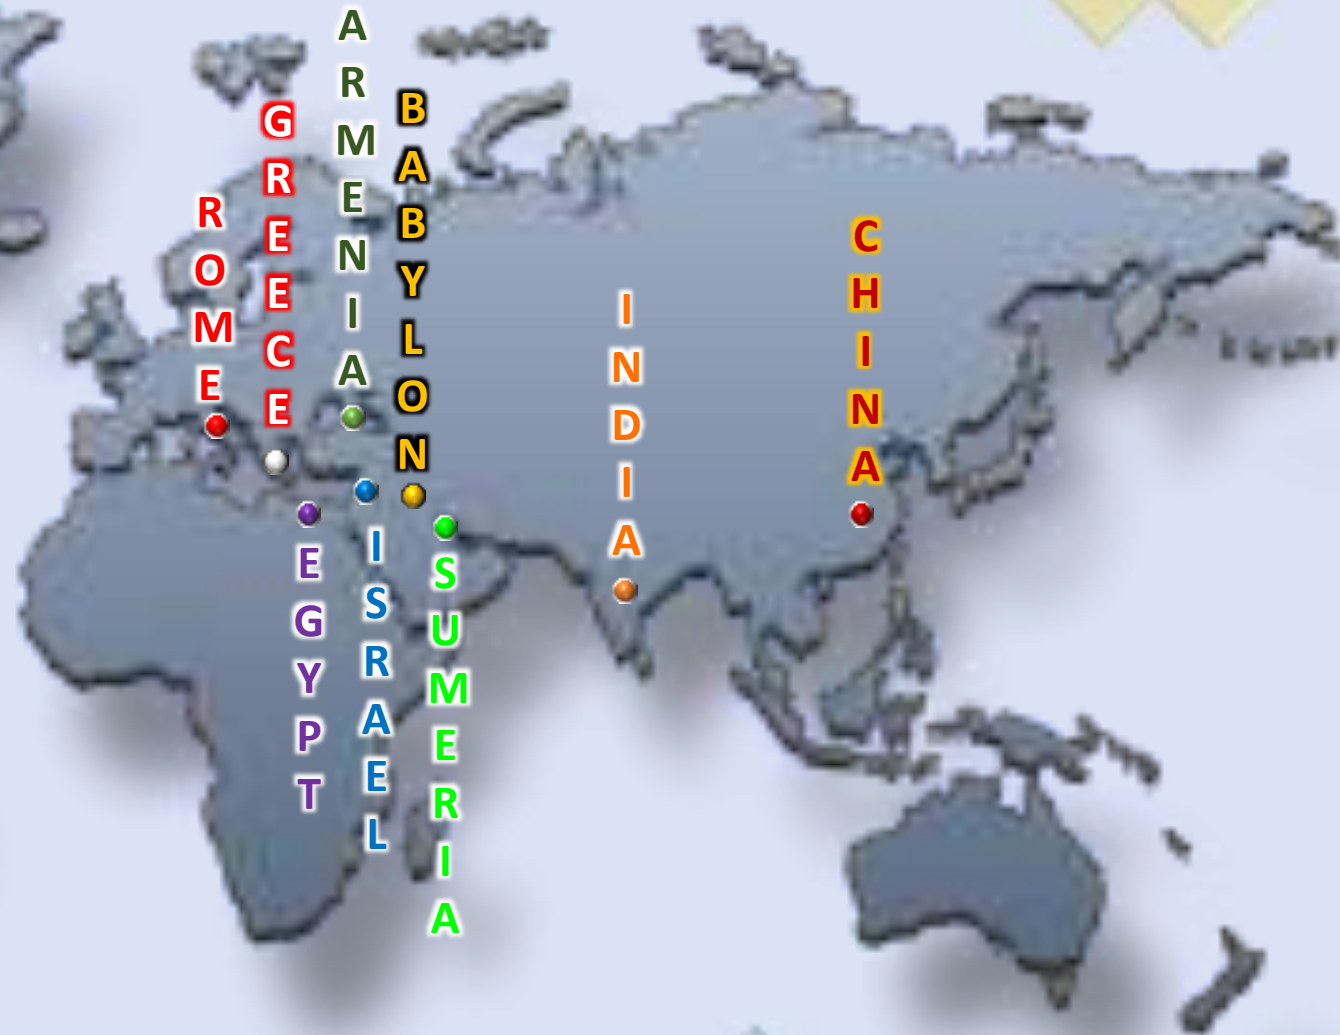 ROME
GREECE
ARMENIA
BABYLON
INDIA
CHINA
EGYPT
ISRAEL
SUMERIA